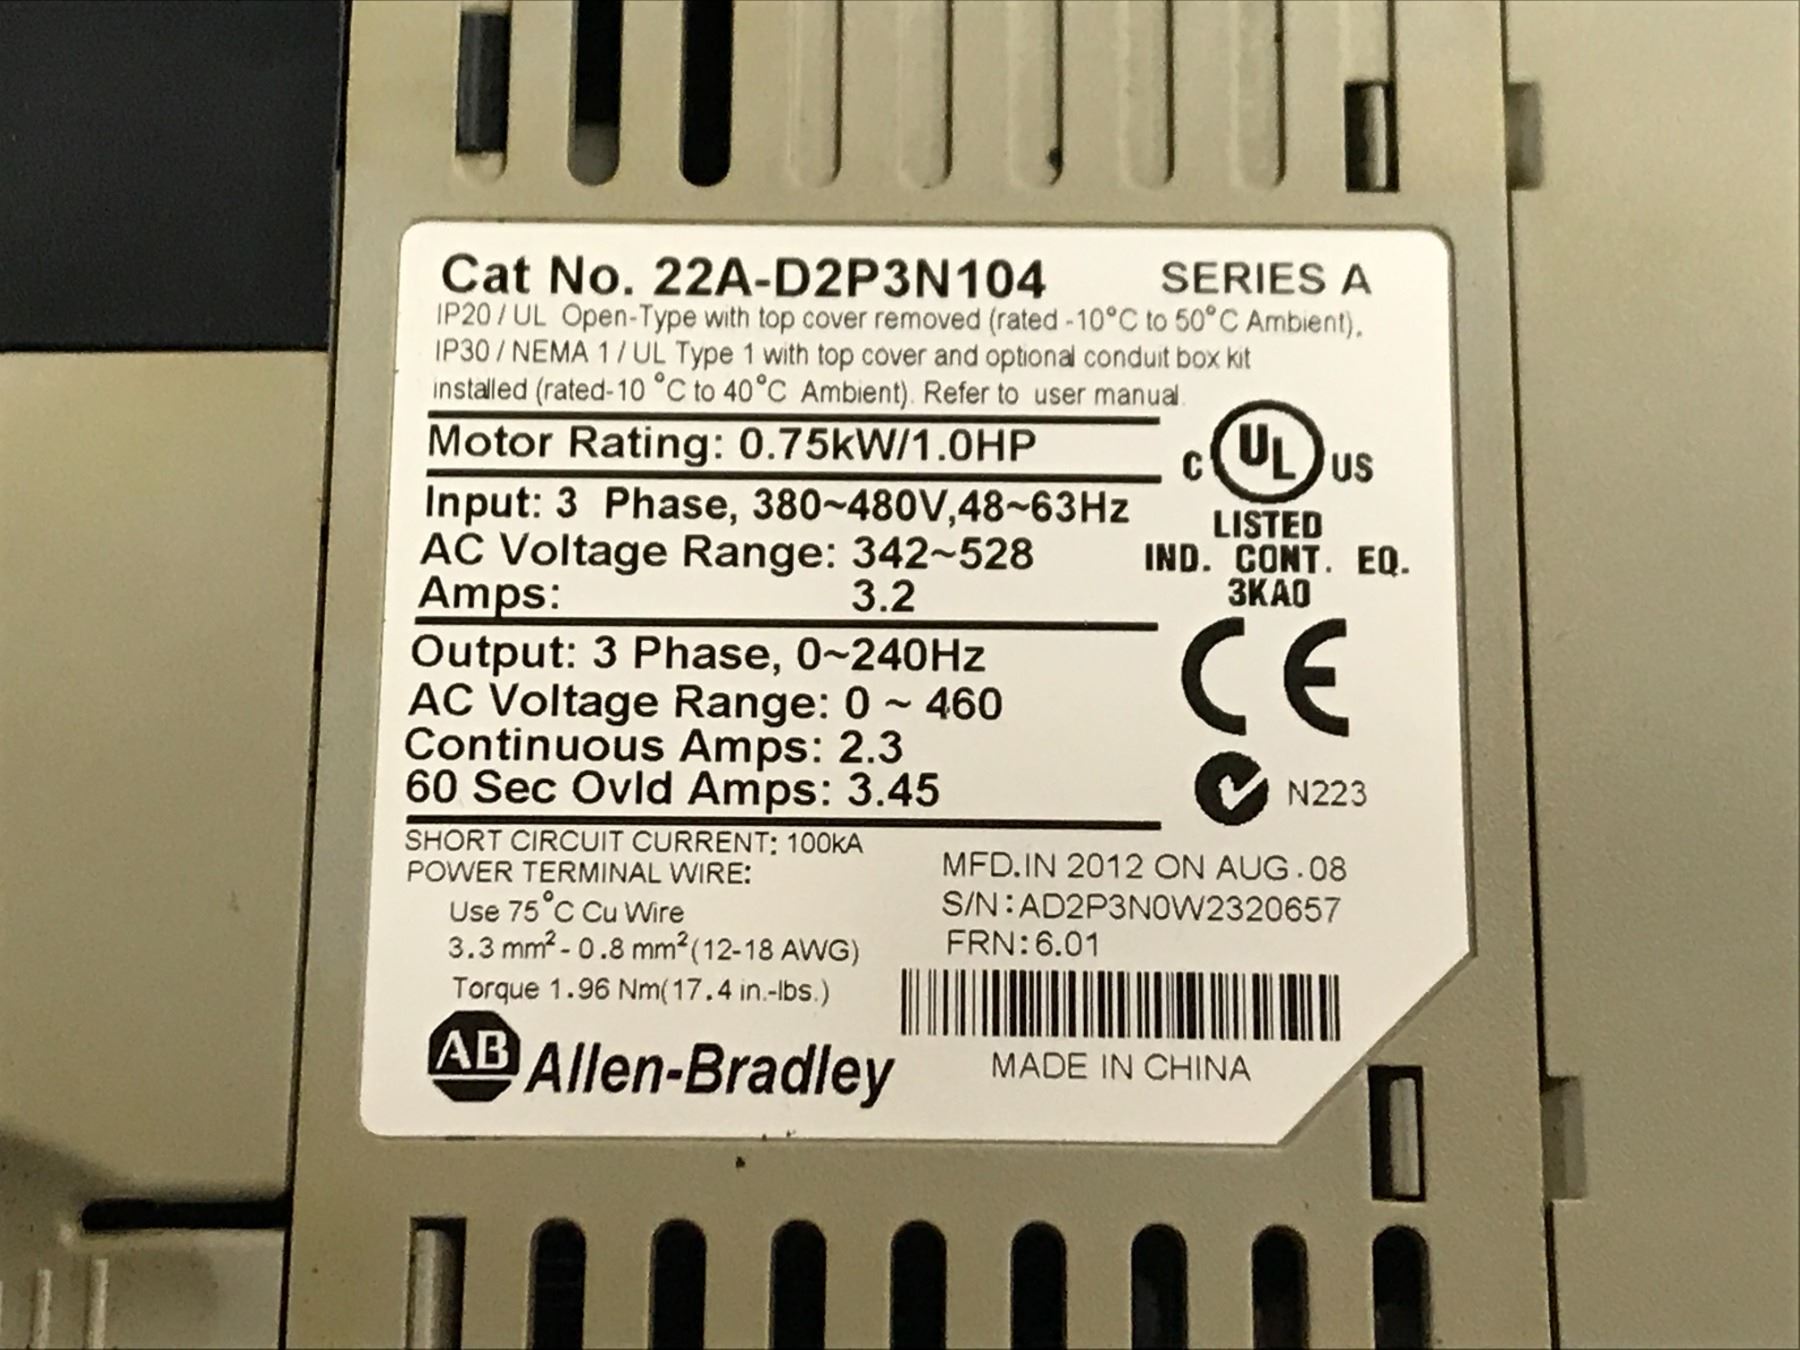 Cat No. 22A-D2P3N104 SERIES A
IP20 / UL Open-Type with top cover removed (rated -10°C to 50°C Ambient).
IP30 / NEMA 1 / UL Type 1 with top cover and optional conduit box kit
installed (rated-10 °C to 40°C Ambient). Refer to user manual.
Motor Rating: 0.75kW/1.0HP
Input: 3 Phase, 380~480V,48~63Hz
AC Voltage Range: 342~528
Amps: 3.2
C UL US
LISTED
IND. CONT. EQ.
3KA0
Output: 3 Phase, 0~240Hz
AC Voltage Range: 0 ~ 460
Continuous Amps: 2.3
60 Sec Ovld Amps: 3.45
CE
N223
SHORT CIRCUIT CURRENT: 100kA
POWER TERMINAL WIRE:
Use 75°C Cu Wire
3.3 mm² - 0.8 mm²(12-18 AWG)
Torque 1.96 Nm(17.4 in.-lbs.)
MFD.IN 2012 ON AUG.08
S/N:AD2P3N0W2320657
FRN:6.01
AB Allen-Bradley
MADE IN CHINA